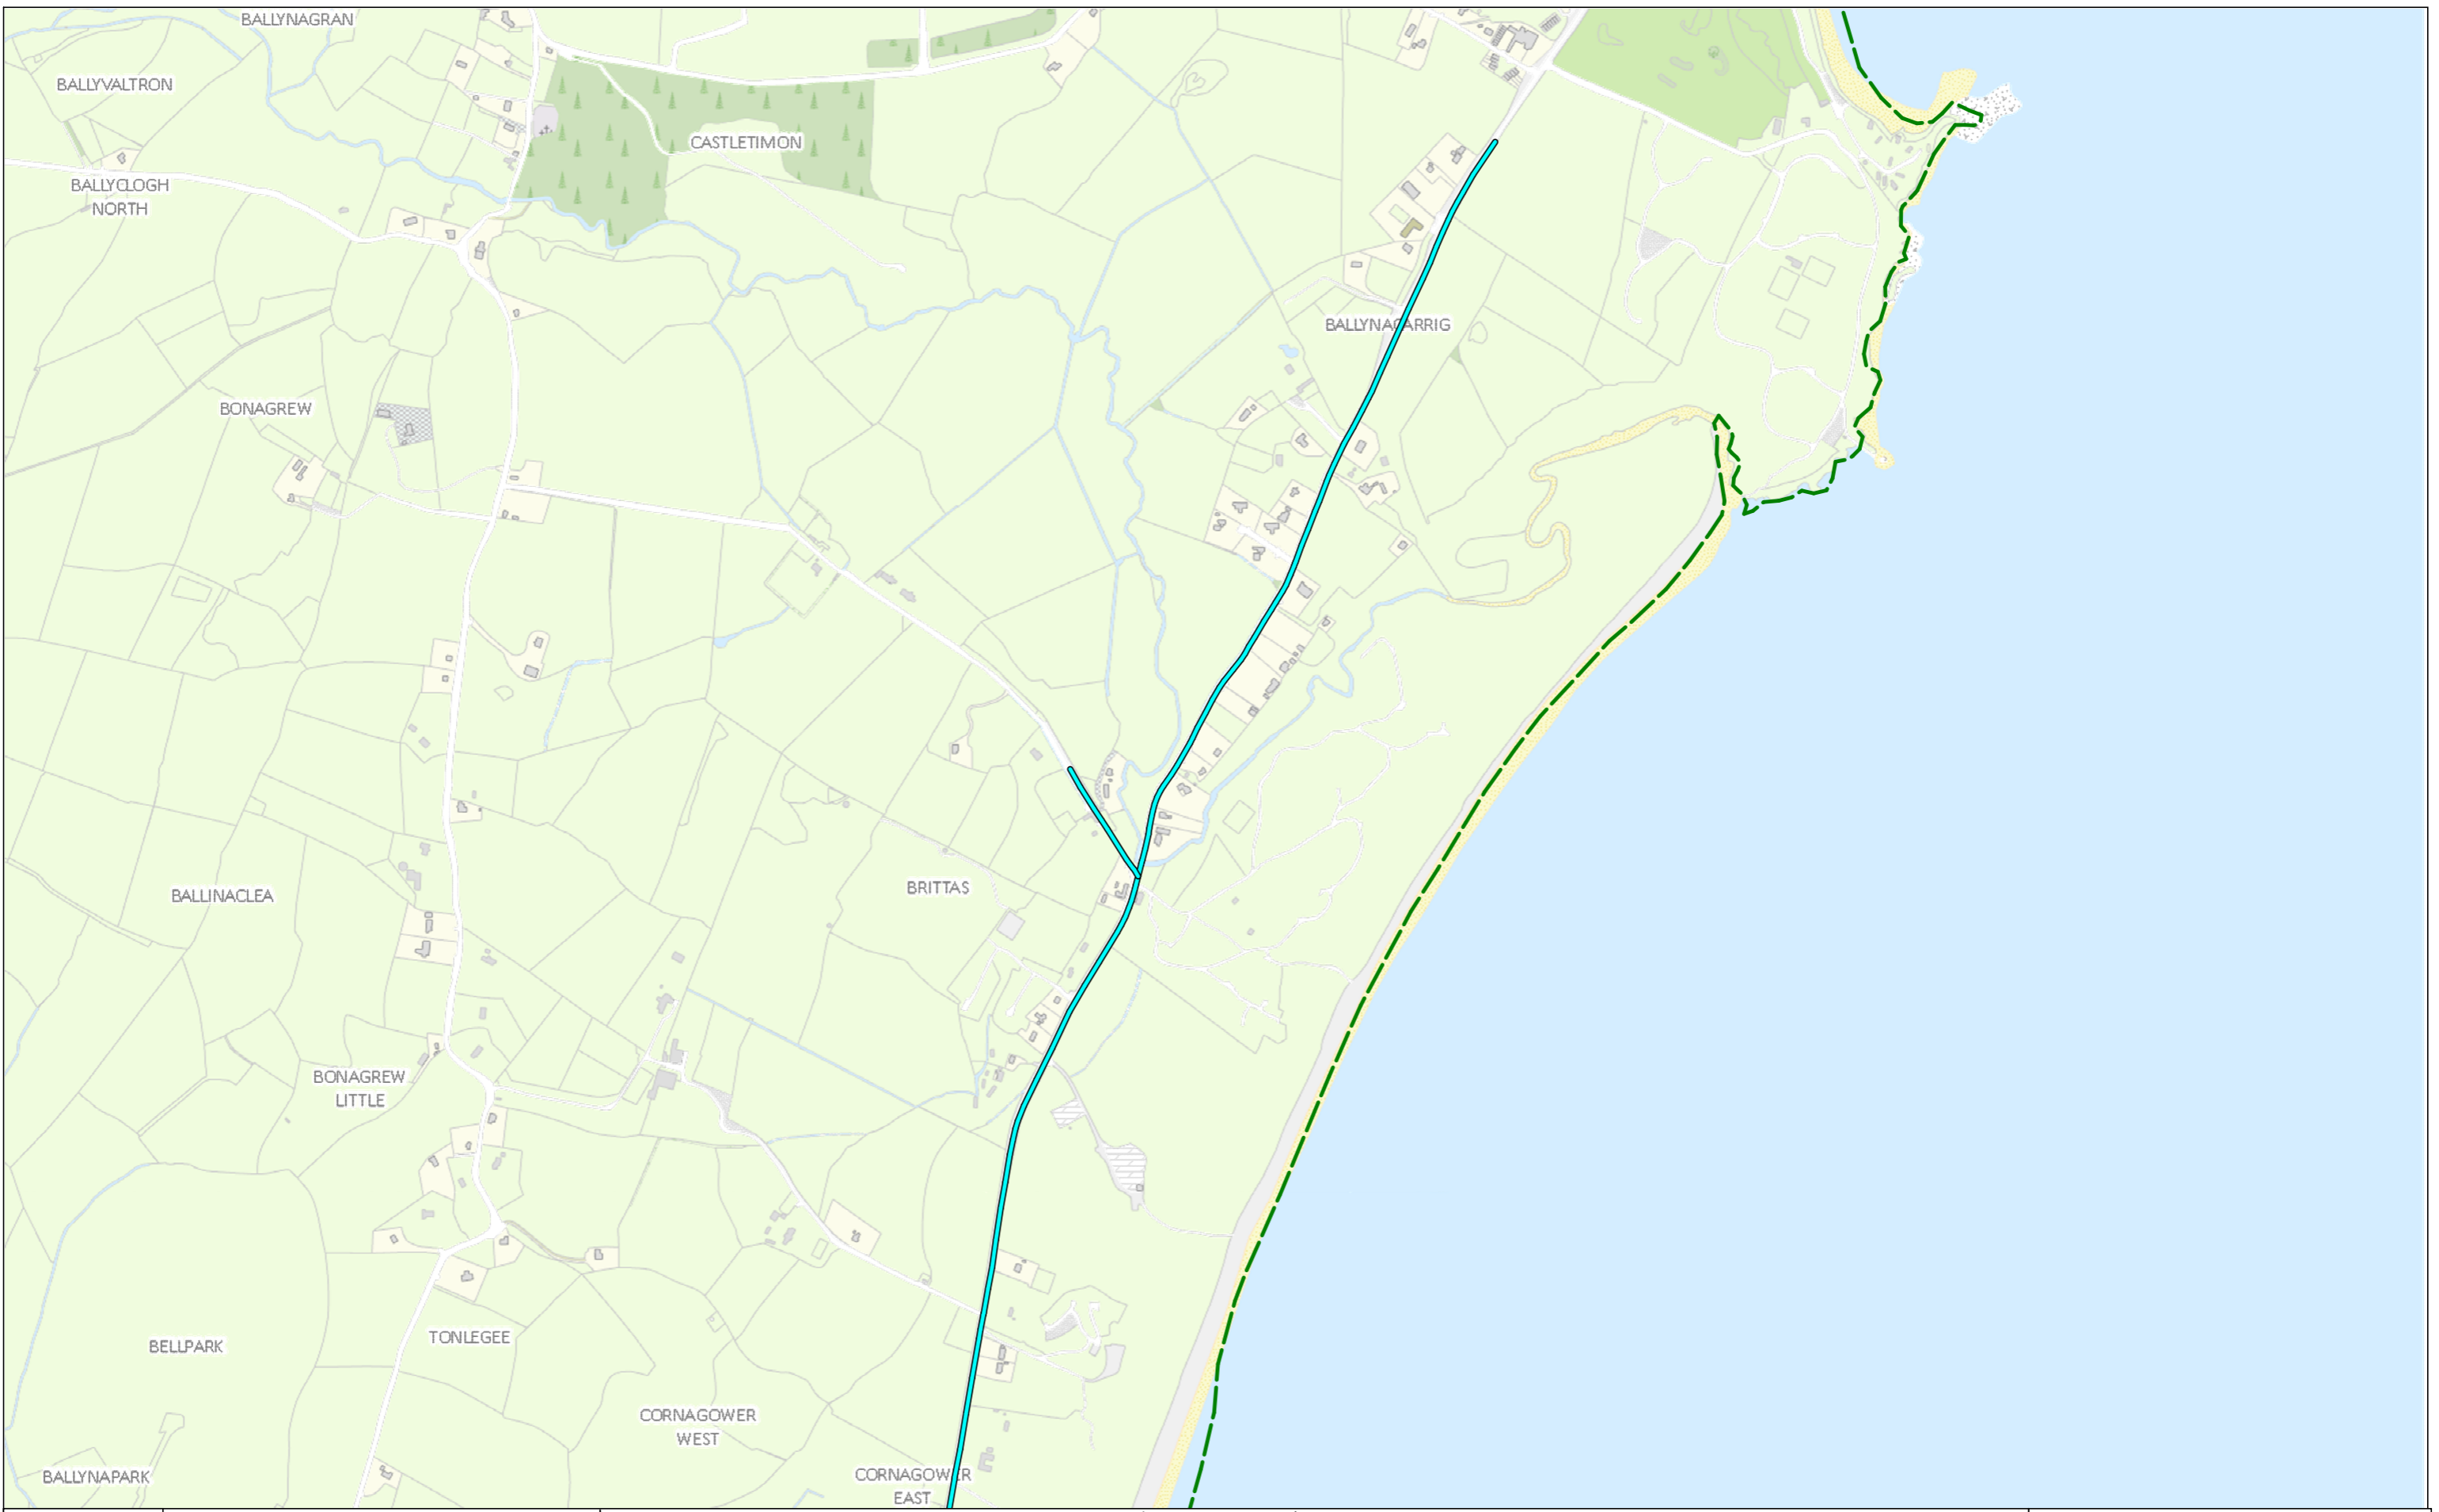 BALLYNAGRAN
BALLYVALTRON
CASTLETIMON
BALLYCLOGH
NORTH
BALLYNACARRIG
BONAGREW
BRITTAS
BALLINACLEA
BONAGREW
LITTLE
TONLEGEE
BELLPARK
CORNAGOWER
WEST
CORNAGOWER
EAST
BALLYNAPARK